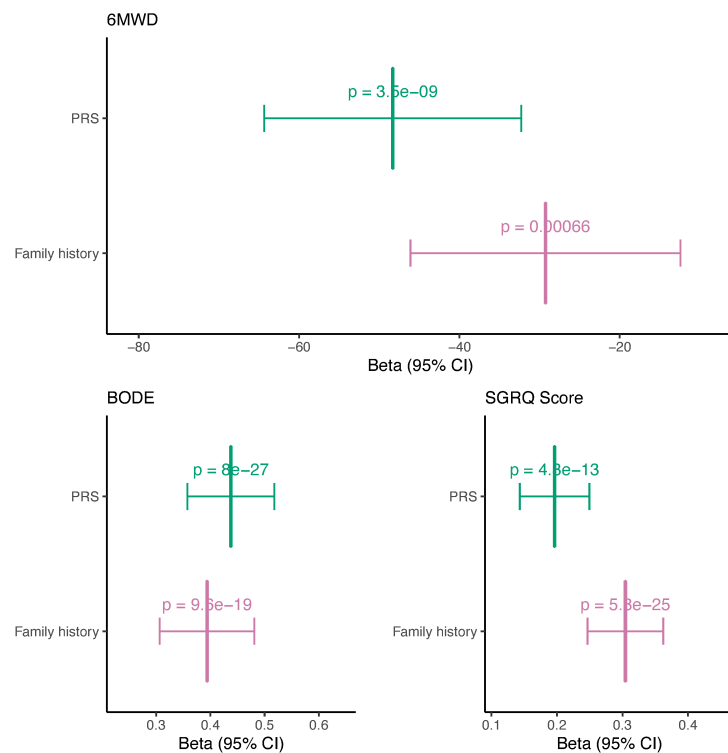 6MWD
p = 3.5e−09
PRS
p = 0.00066
Family history
−80 −60 −40 −20
Beta (95% CI)
BODE
p = 8e−27
PRS
p = 9.6e−19
Family history
0.3 0.4 0.5 0.6
Beta (95% CI)
SGRQ Score
p = 4.8e−13
PRS
p = 5.8e−25
Family history
0.1 0.2 0.3 0.4
Beta (95% CI)